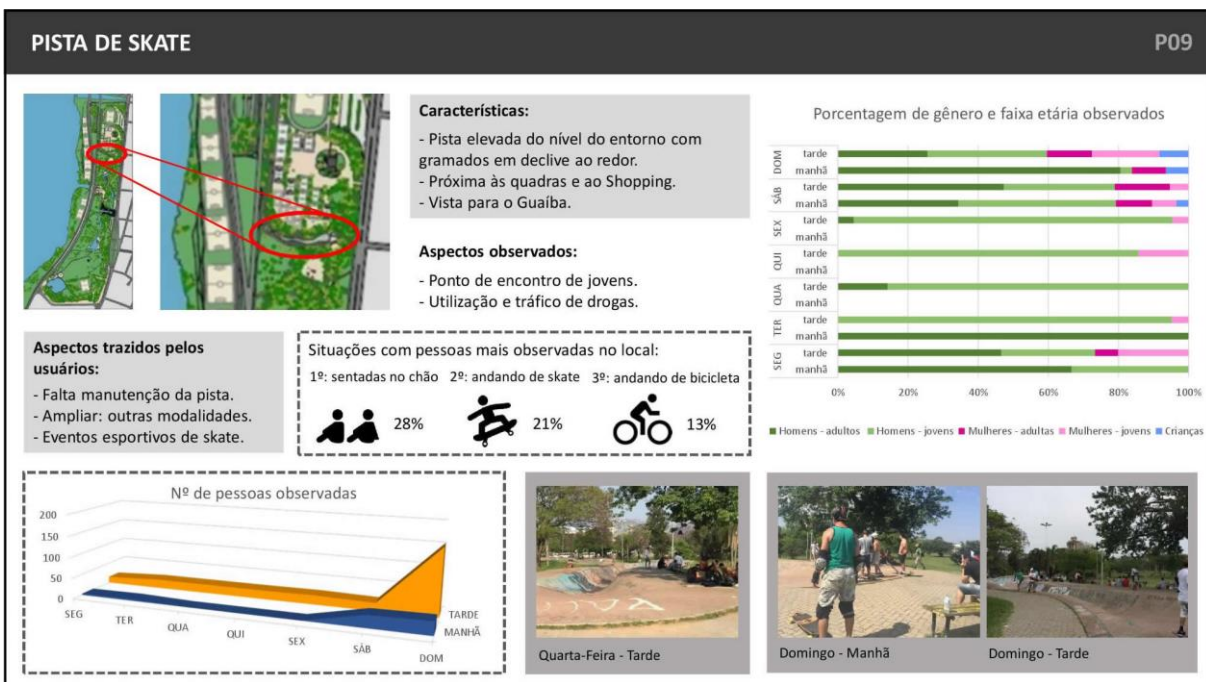 PISTA DE SKATE
P09
Características:
- Pista elevada do nível do entorno com
gramados em declive ao redor.
- Próxima às quadras e ao Shopping.
- Vista para o Guaíba.
Aspectos observados:
- Ponto de encontro de jovens.
- Utilização e tráfico de drogas.
Porcentagem de gênero e faixa etária observados
DOM
tarde
manhã
SÁB
tarde
manhã
SEX
tarde
manhã
QUI
tarde
manhã
QUA
tarde
manhã
TER
tarde
manhã
SEG
tarde
manhã
0% 20% 40% 60% 80% 100%
Homens - adultos Homens - jovens Mulheres - adultas Mulheres - jovens Crianças
Aspectos trazidos pelos
usuários:
- Falta manutenção da pista.
- Ampliar: outras modalidades.
- Eventos esportivos de skate.
Situações com pessoas mais observadas no local:
1º: sentadas no chão 2º: andando de skate 3º: andando de bicicleta
28% 21% 13%
Nº de pessoas observadas
200
150
100
50
0
SEG TER QUA QUI SEX SÁB DOM
TARDE
MANHÃ
Quarta-Feira - Tarde
Domingo - Manhã
Domingo - Tarde